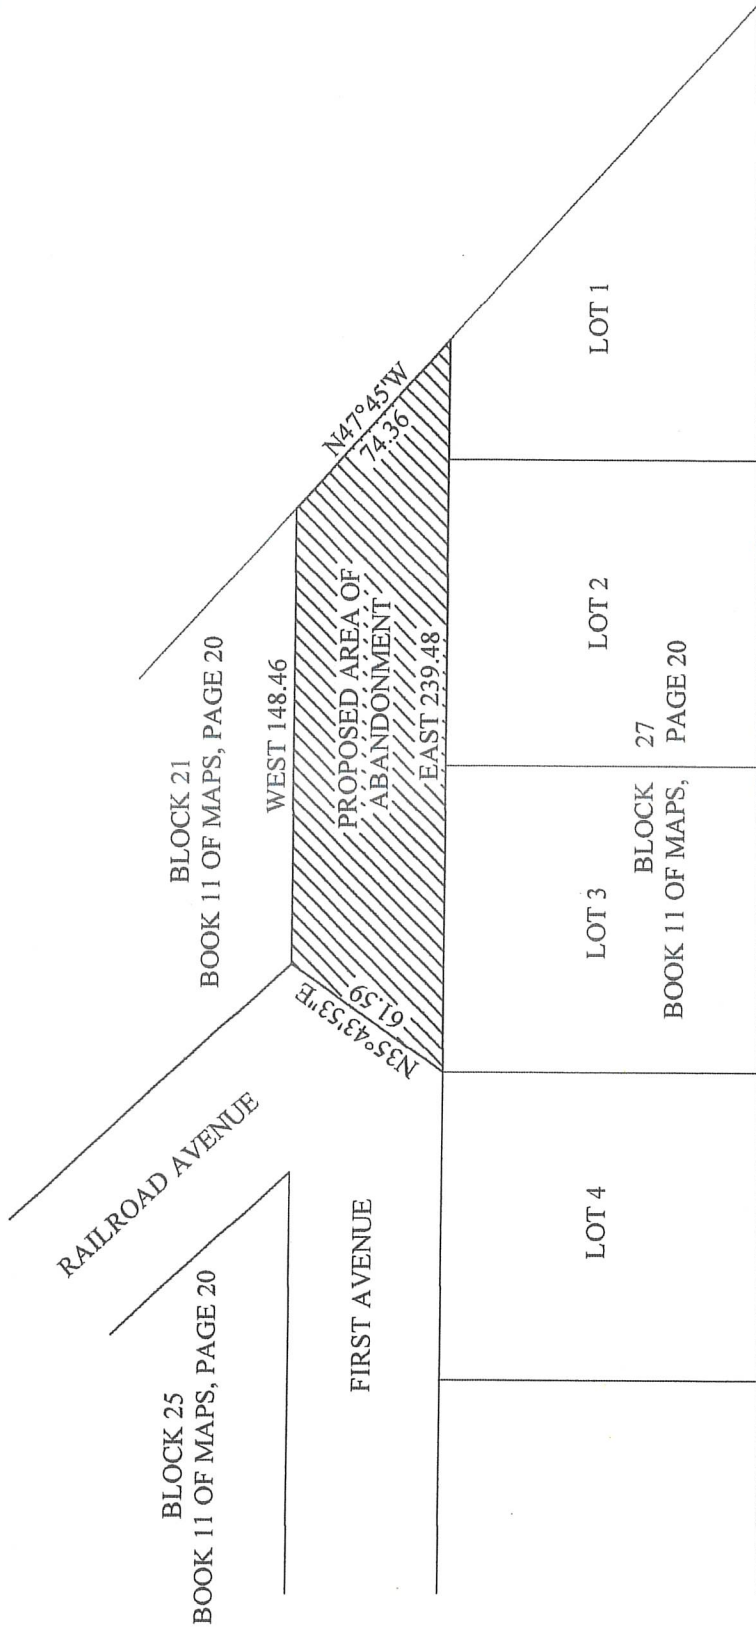 BLOCK 25
BOOK 11 OF MAPS, PAGE 20
RAILROAD AVENUE
BLOCK 21
BOOK 11 OF MAPS, PAGE 20
WEST 148.46
N47°45'W
74.36
PROPOSED AREA OF
ABANDONMENT
N35°43'53"E
61.59
EAST 239.48
FIRST AVENUE
LOT 4
LOT 3
LOT 2
LOT 1
BLOCK 27
BOOK 11 OF MAPS, PAGE 20